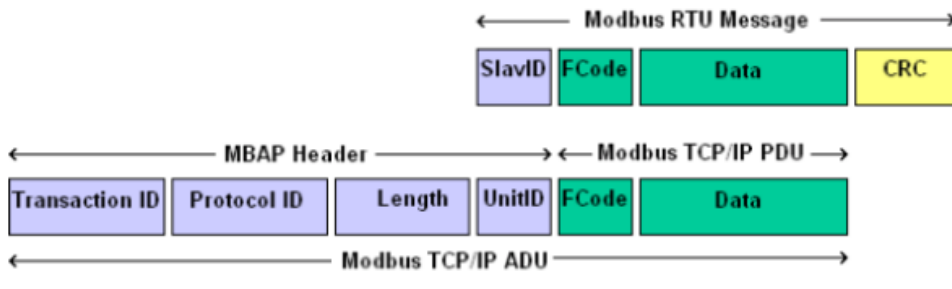 Modbus RTU Message
SlavID FCode Data CRC
MBAP Header Modbus TCP/IP PDU
Transaction ID Protocol ID Length UnitID FCode Data
Modbus TCP/IP ADU